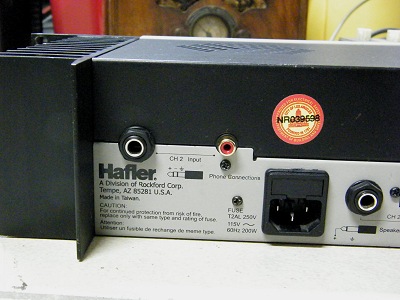 NR039598
CH 2 Input
Phone Connections
Hafler
A Division of Rockford Corp.
Tempe, AZ 85281 U.S.A.
Made in Taiwan.
CAUTION:
For continued protection from risk of fire,
replace only with same type and rating of fuse.
Attention:
Utiliser un fusible de rechange de meme type.
FUSE
T2AL 250V
115V
60Hz 200W
CH 2
Speake